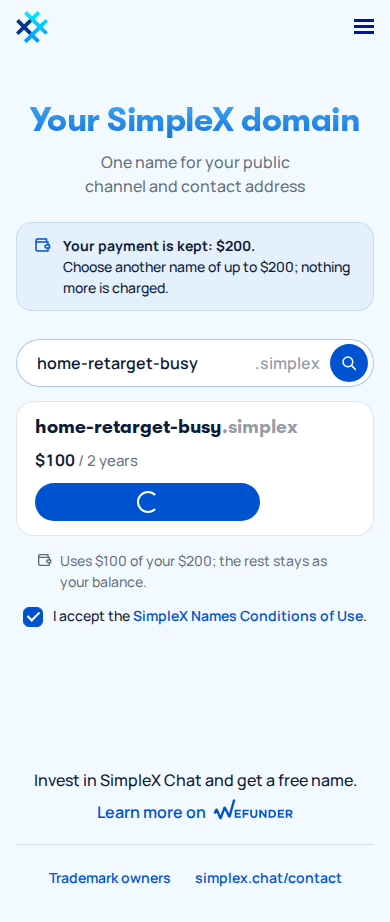 Your SimpleX domain
One name for your public
channel and contact address
Your payment is kept: $200.
Choose another name of up to $200; nothing
more is charged.
home-retarget-busy .simplex
home-retarget-busy.simplex
$100 / 2 years
Uses $100 of your $200; the rest stays as
your balance.
I accept the SimpleX Names Conditions of Use.
Invest in SimpleX Chat and get a free name.
Learn more on WEFUNDER
Trademark owners simplex.chat/contact